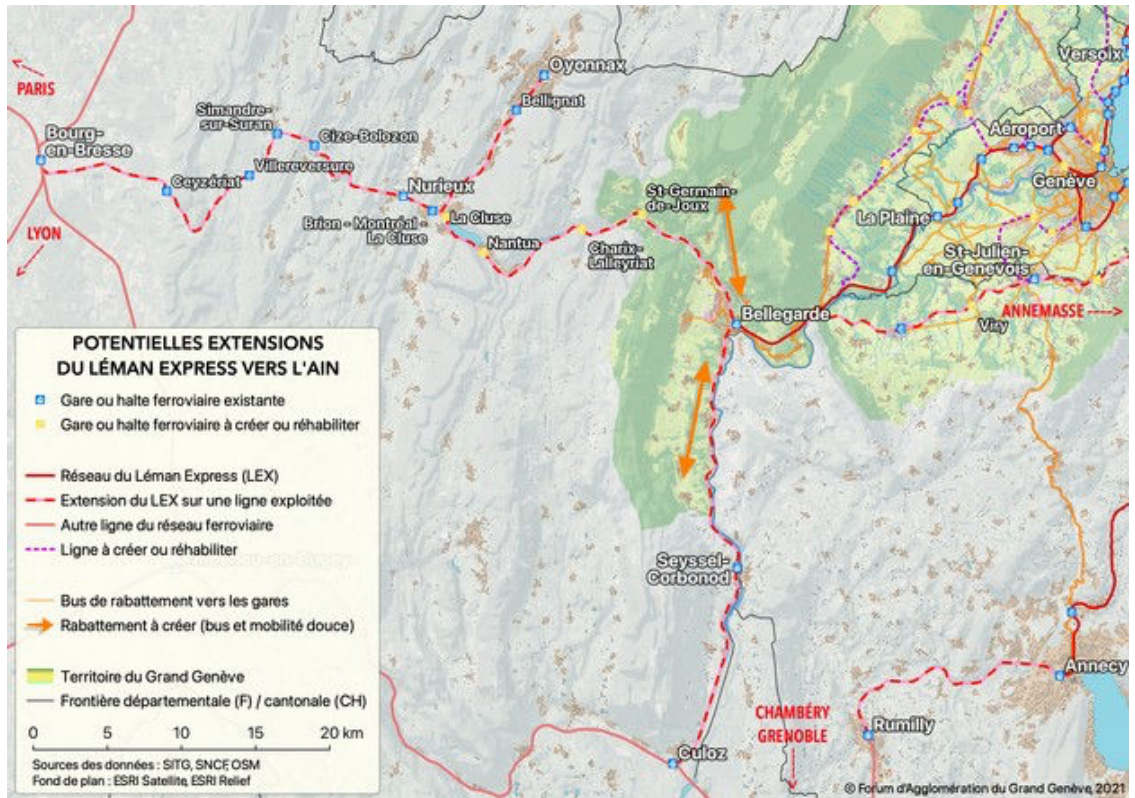 Oyonnax
Bellignat
Versoix
PARIS
Simandre-
sur-Suran
Cize-Bolozon
Bourg-
en-Bresse
Villereversure
Aéroport
Ceyzériat
Nurieux
St-Germain-
de-Joux
Genève
Brion - Montréal -
La Cluse
La Cluse
La Plaine
LYON
Nantua
Charix-
Lalleyriat
St-Julien-
en-Genevois
Bellegarde
ANNEMASSE
Viry
POTENTIELLES EXTENSIONS
DU LÉMAN EXPRESS VERS L'AIN
Gare ou halte ferroviaire existante
Gare ou halte ferroviaire à créer ou réhabiliter
Réseau du Léman Express (LEX)
Extension du LEX sur une ligne exploitée
Autre ligne du réseau ferroviaire
Ligne à créer ou réhabiliter
Bus de rabattement vers les gares
Rabattement à créer (bus et mobilité douce)
Territoire du Grand Genève
Frontière départementale (F) / cantonale (CH)
0 5 10 15 20 km
Sources des données : SITG, SNCF, OSM
Fond de plan : ESRI Satellite, ESRI Relief
Seyssel-
Corbonod
Annecy
CHAMBÉRY
GRENOBLE
Rumilly
Culoz
© Forum d'Agglomération du Grand Genève, 2021